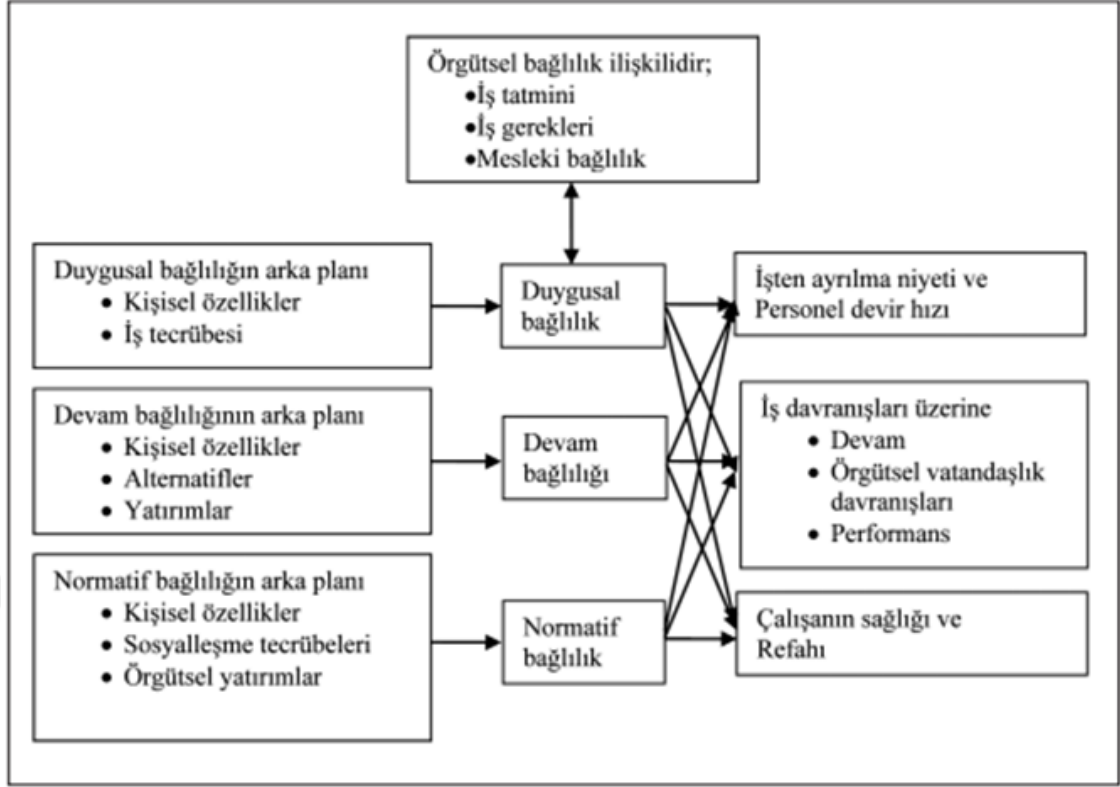 Örgütsel bağlılık ilişkilidir;
•İş tatmini
•İş gerekleri
•Mesleki bağlılık
Duygusal bağlılığın arka planı
• Kişisel özellikler
• İş tecrübesi
Duygusal
bağlılık
İşten ayrılma niyeti ve
Personel devir hızı
Devam bağlılığının arka planı
• Kişisel özellikler
• Alternatifler
• Yatırımlar
Devam
bağlılığı
İş davranışları üzerine
• Devam
• Örgütsel vatandaşlık
davranışları
• Performans
Normatif bağlılığın arka planı
• Kişisel özellikler
• Sosyalleşme tecrübeleri
• Örgütsel yatırımlar
Normatif
bağlılık
Çalışanın sağlığı ve
Refahı